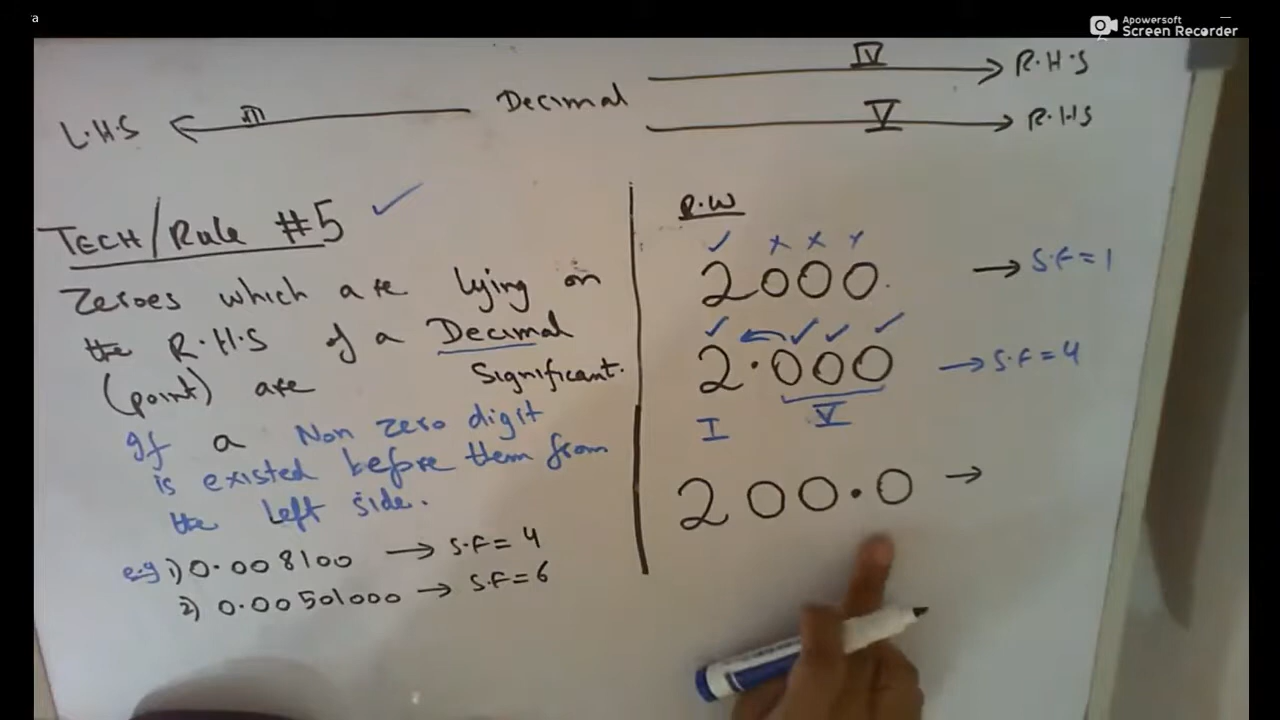 a
Apowersoft
Screen Recorder
L.H.S
III
Decimal
IV
R.H.S
V
R.H.S
TECH/Rule #5 ✓
Zeroes which are lying on
the R.H.S of a Decimal
(point) are Significant.
If a Non zero digit
is existed before them from
the left side.
e.g 1) 0.008100 → S.F = 4
2) 0.00501000 → S.F = 6
R.W
✓ x x x
2000. → S.F = 1
✓ ← ✓ ✓ ✓
2.000 → S.F = 4
I V
200.0 →